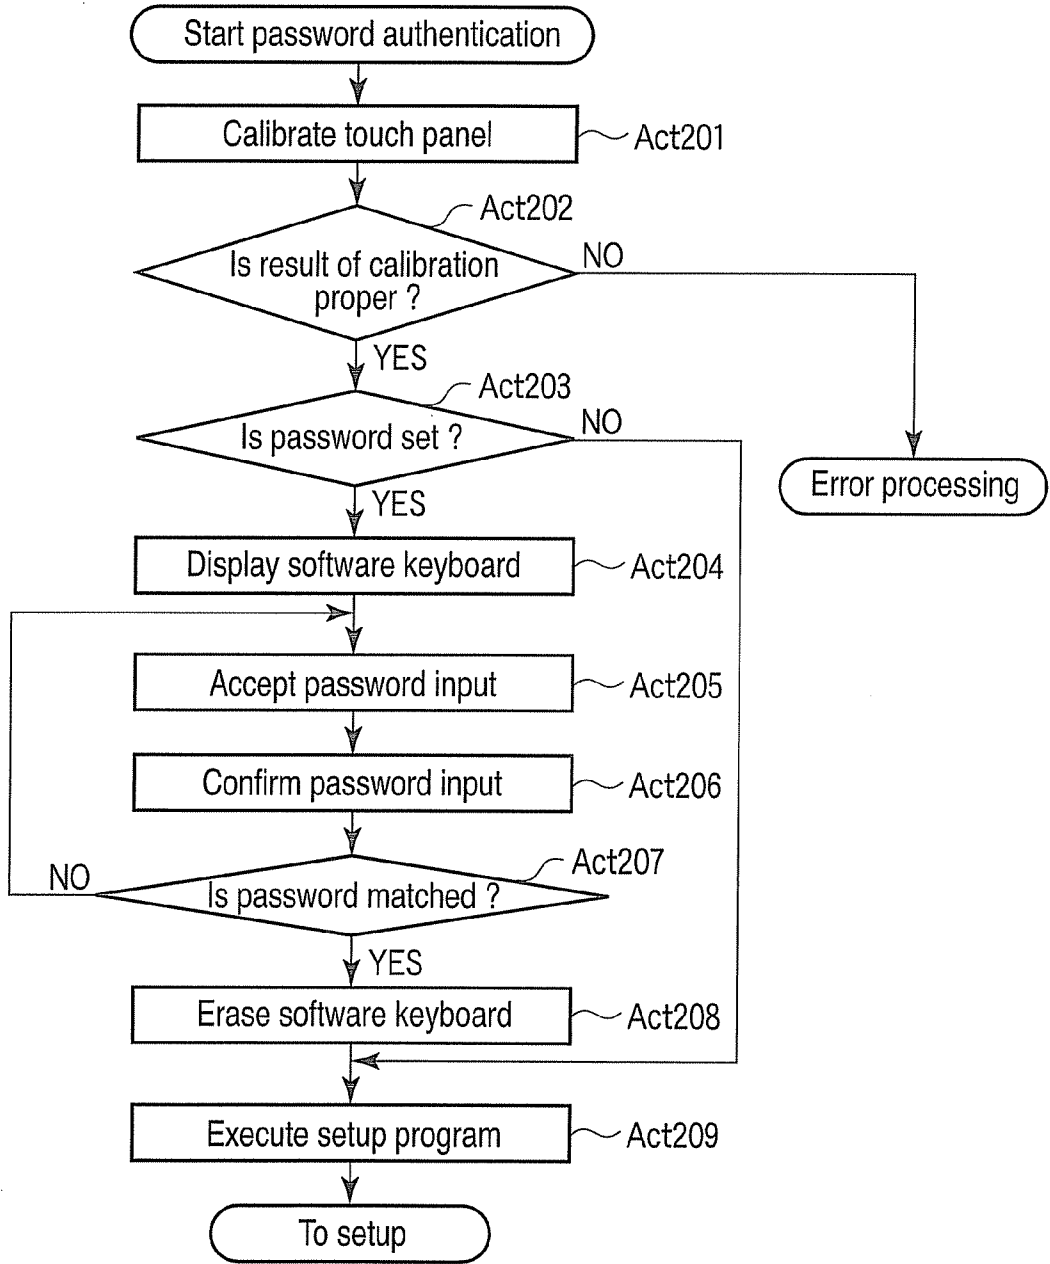 Start password authentication
Calibrate touch panel
Act201
Act202
Is result of calibration
proper ?
NO
YES
Act203
Is password set ?
NO
Error processing
YES
Display software keyboard
Act204
Accept password input
Act205
Confirm password input
Act206
Act207
NO
Is password matched ?
YES
Erase software keyboard
Act208
Execute setup program
Act209
To setup